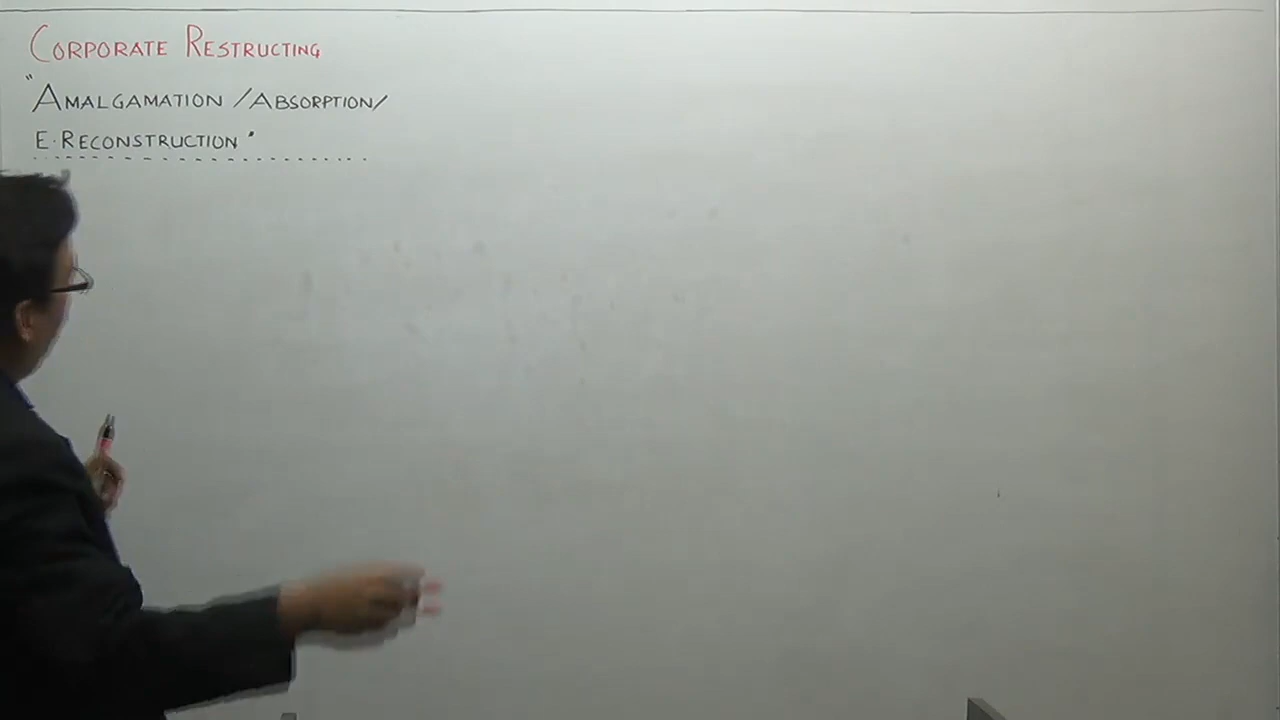 CORPORATE RESTRUCTING
"AMALGAMATION / ABSORPTION /
E. RECONSTRUCTION"